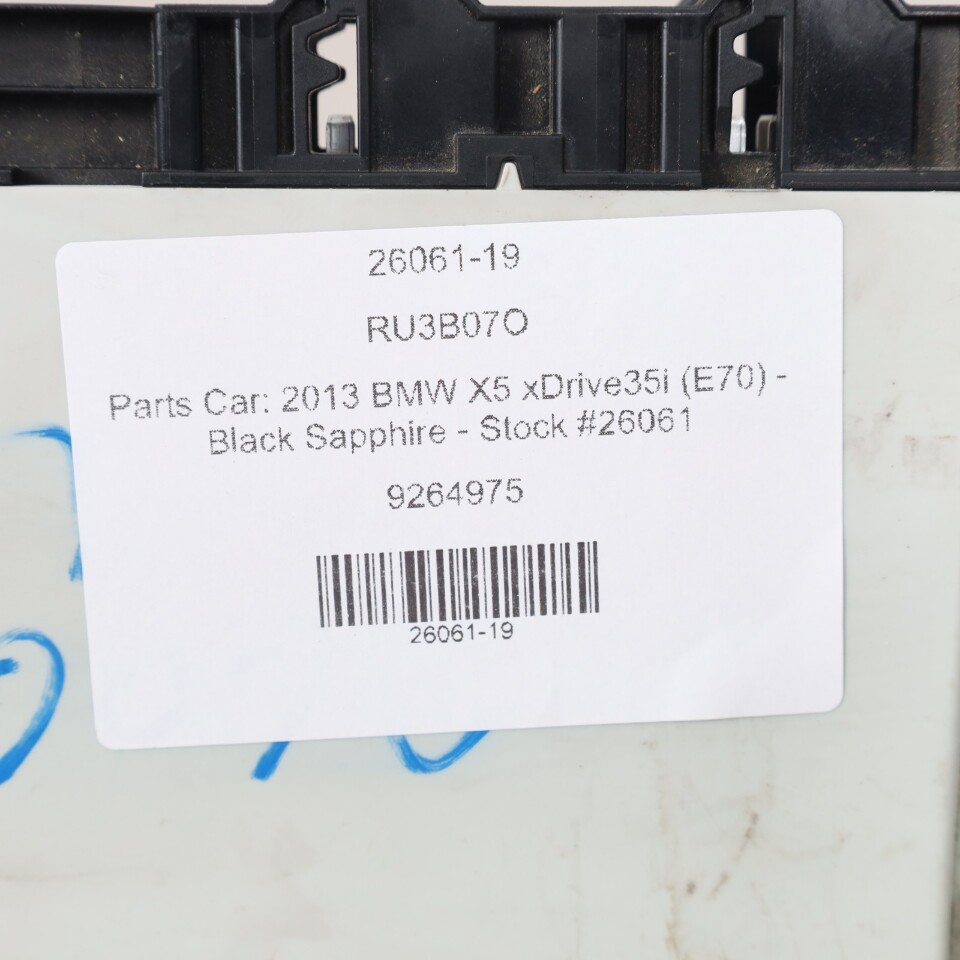 26061-19
RU3B07O
Parts Car: 2013 BMW X5 xDrive35i (E70) -
Black Sapphire - Stock #26061
9264975
26061-19